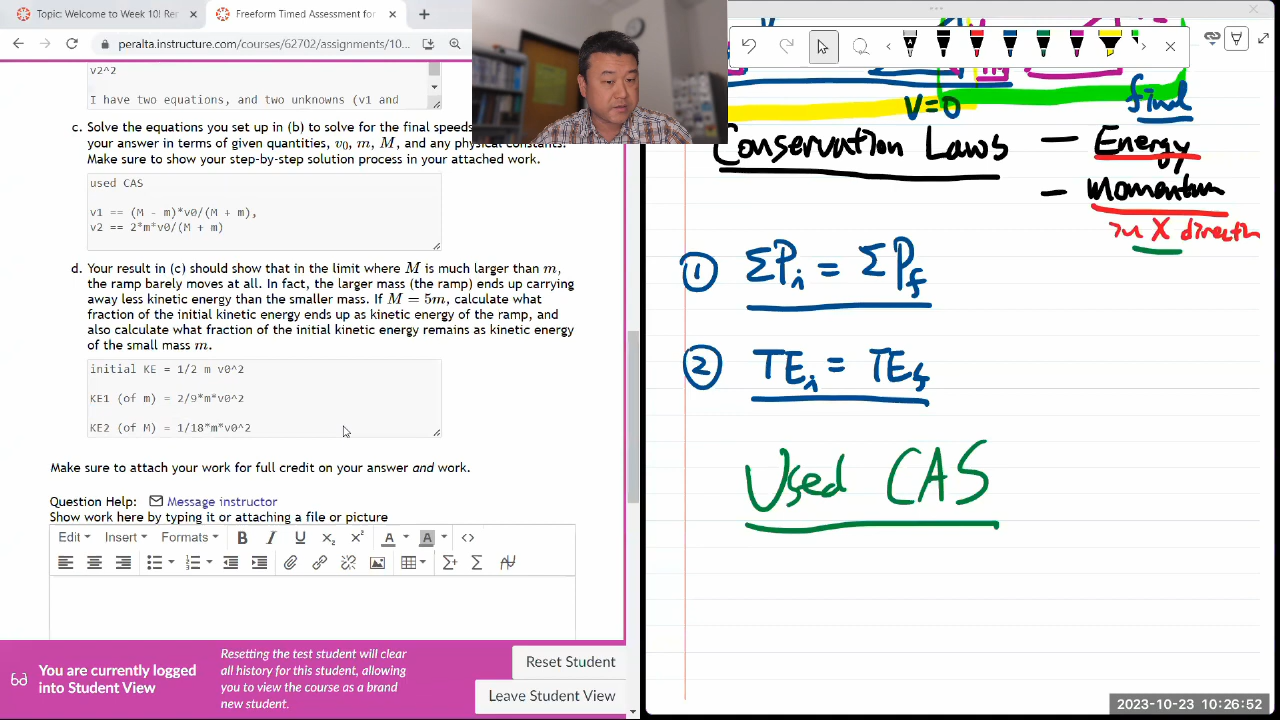 Topic Welcome to Week 10! Rem
Freeform Timed Assessment for
peralta.instructure.com/courses/62702/assignment
10...
v2^2
I have two equations, and two unknowns (v1 and
c. Solve the equations you set up in (b) to solve for the final speeds
your answers in terms of given quantities, v0, m, M, and any physical constants.
Make sure to show your step-by-step solution process in your attached work.
used CAS
v1 == (M - m)*v0/(M + m),
v2 == 2*m*v0/(M + m)
d. Your result in (c) should show that in the limit where M is much larger than m,
the ramp barely moves at all. In fact, the larger mass (the ramp) ends up carrying
away less kinetic energy than the smaller mass. If M = 5m, calculate what
fraction of the initial kinetic energy ends up as kinetic energy of the ramp, and
also calculate what fraction of the initial kinetic energy remains as kinetic energy
of the small mass m.
initial KE = 1/2 m v0^2
KE1 (of m) = 2/9*m*v0^2
KE2 (of M) = 1/18*m*v0^2
Make sure to attach your work for full credit on your answer and work.
Question Help: Message instructor
Show work here by typing it or attaching a file or picture
Edit Insert Formats B I U X₂ X² A A <>
You are currently logged
into Student View
Resetting the test student will clear
all history for this student, allowing
you to view the course as a brand
new student.
Reset Student
Leave Student View
V=0
final
Conservation Laws — Energy
— Momentum
in X direction
① ΣPi = ΣPf
② TEi = TEf
Used CAS
2023-10-23 10:26:52